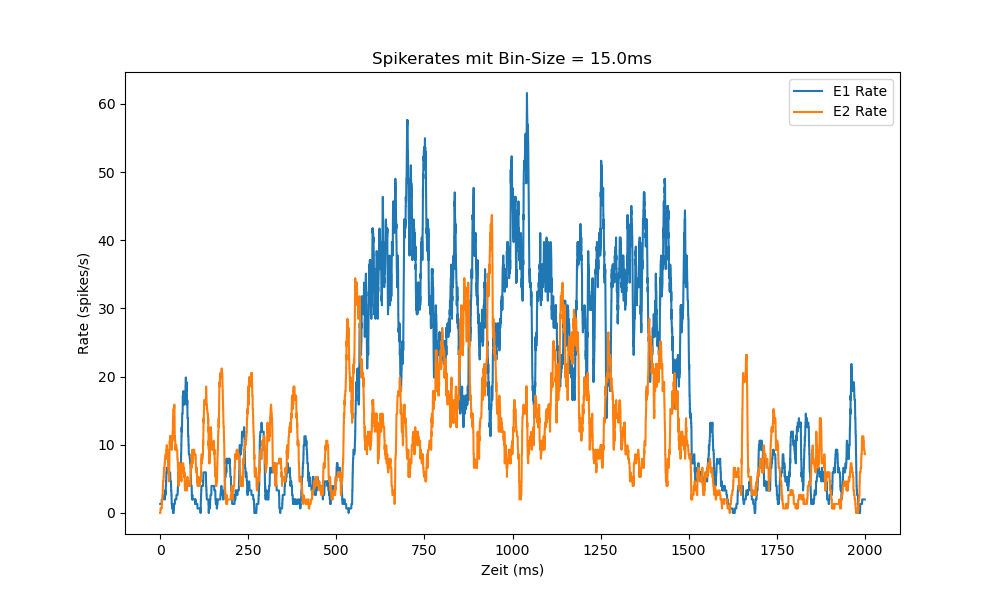 Spikerates mit Bin-Size = 15.0ms
E1 Rate
E2 Rate
60
50
40
30
20
10
0
Rate (spikes/s)
0 250 500 750 1000 1250 1500 1750 2000
Zeit (ms)